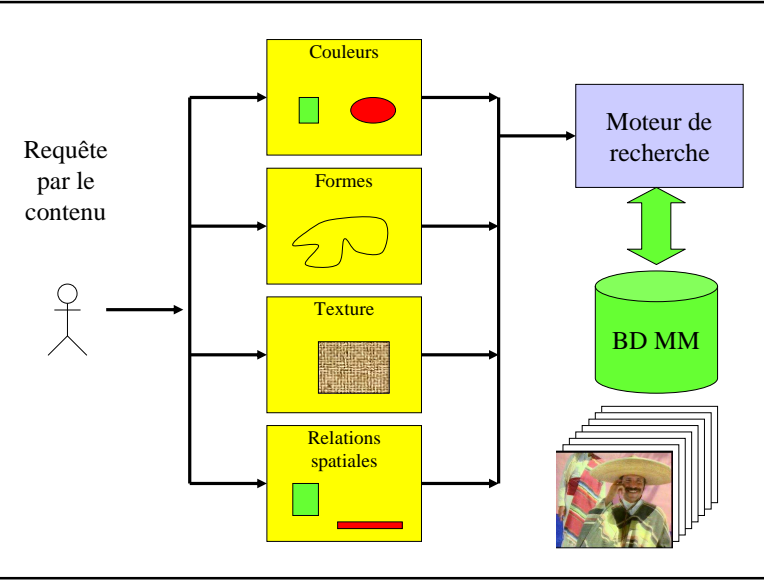 Requête
par le
contenu
Couleurs
Formes
Texture
Relations
spatiales
Moteur de
recherche
BD MM